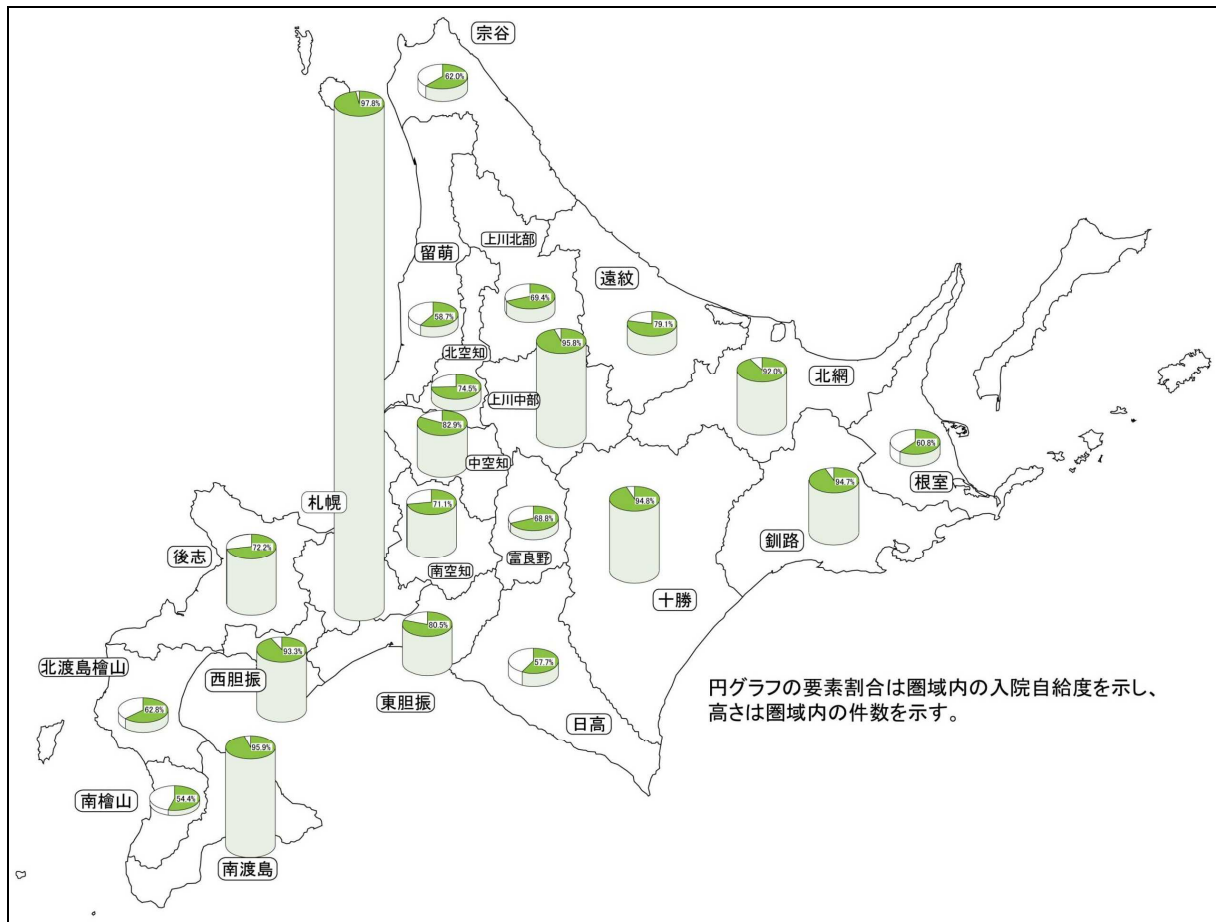 宗谷
62.0%
97.8%
上川北部
留萌
遠紋
69.4%
58.7%
79.1%
北空知
95.8%
北網
92.0%
74.5%
上川中部
82.9%
60.8%
中空知
根室
94.7%
札幌
71.1%
94.8%
68.8%
釧路
後志
72.2%
富良野
南空知
十勝
80.5%
北渡島檜山
93.3%
西胆振
57.7%
東胆振
円グラフの要素割合は圏域内の入院自給度を示し、
高さは圏域内の件数を示す。
62.8%
日高
95.9%
南檜山
54.4%
南渡島